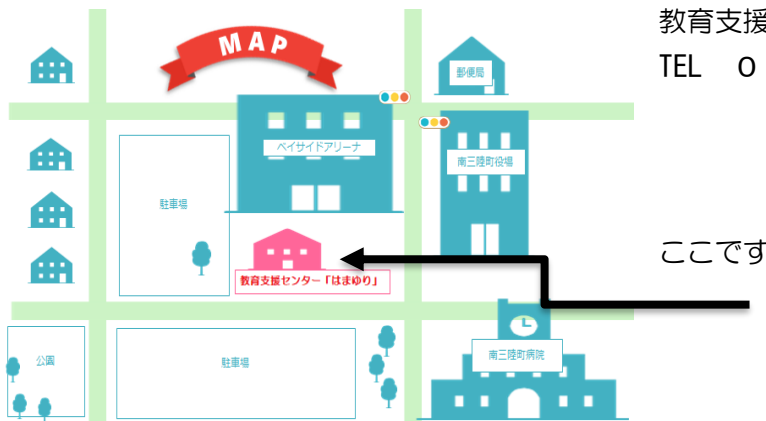 MAP
教育支援
TEL 0
郵便局
ベイサイドアリーナ
南三陸町役場
駐車場
ここです
教育支援センター「はまゆり」
公園
駐車場
南三陸町病院